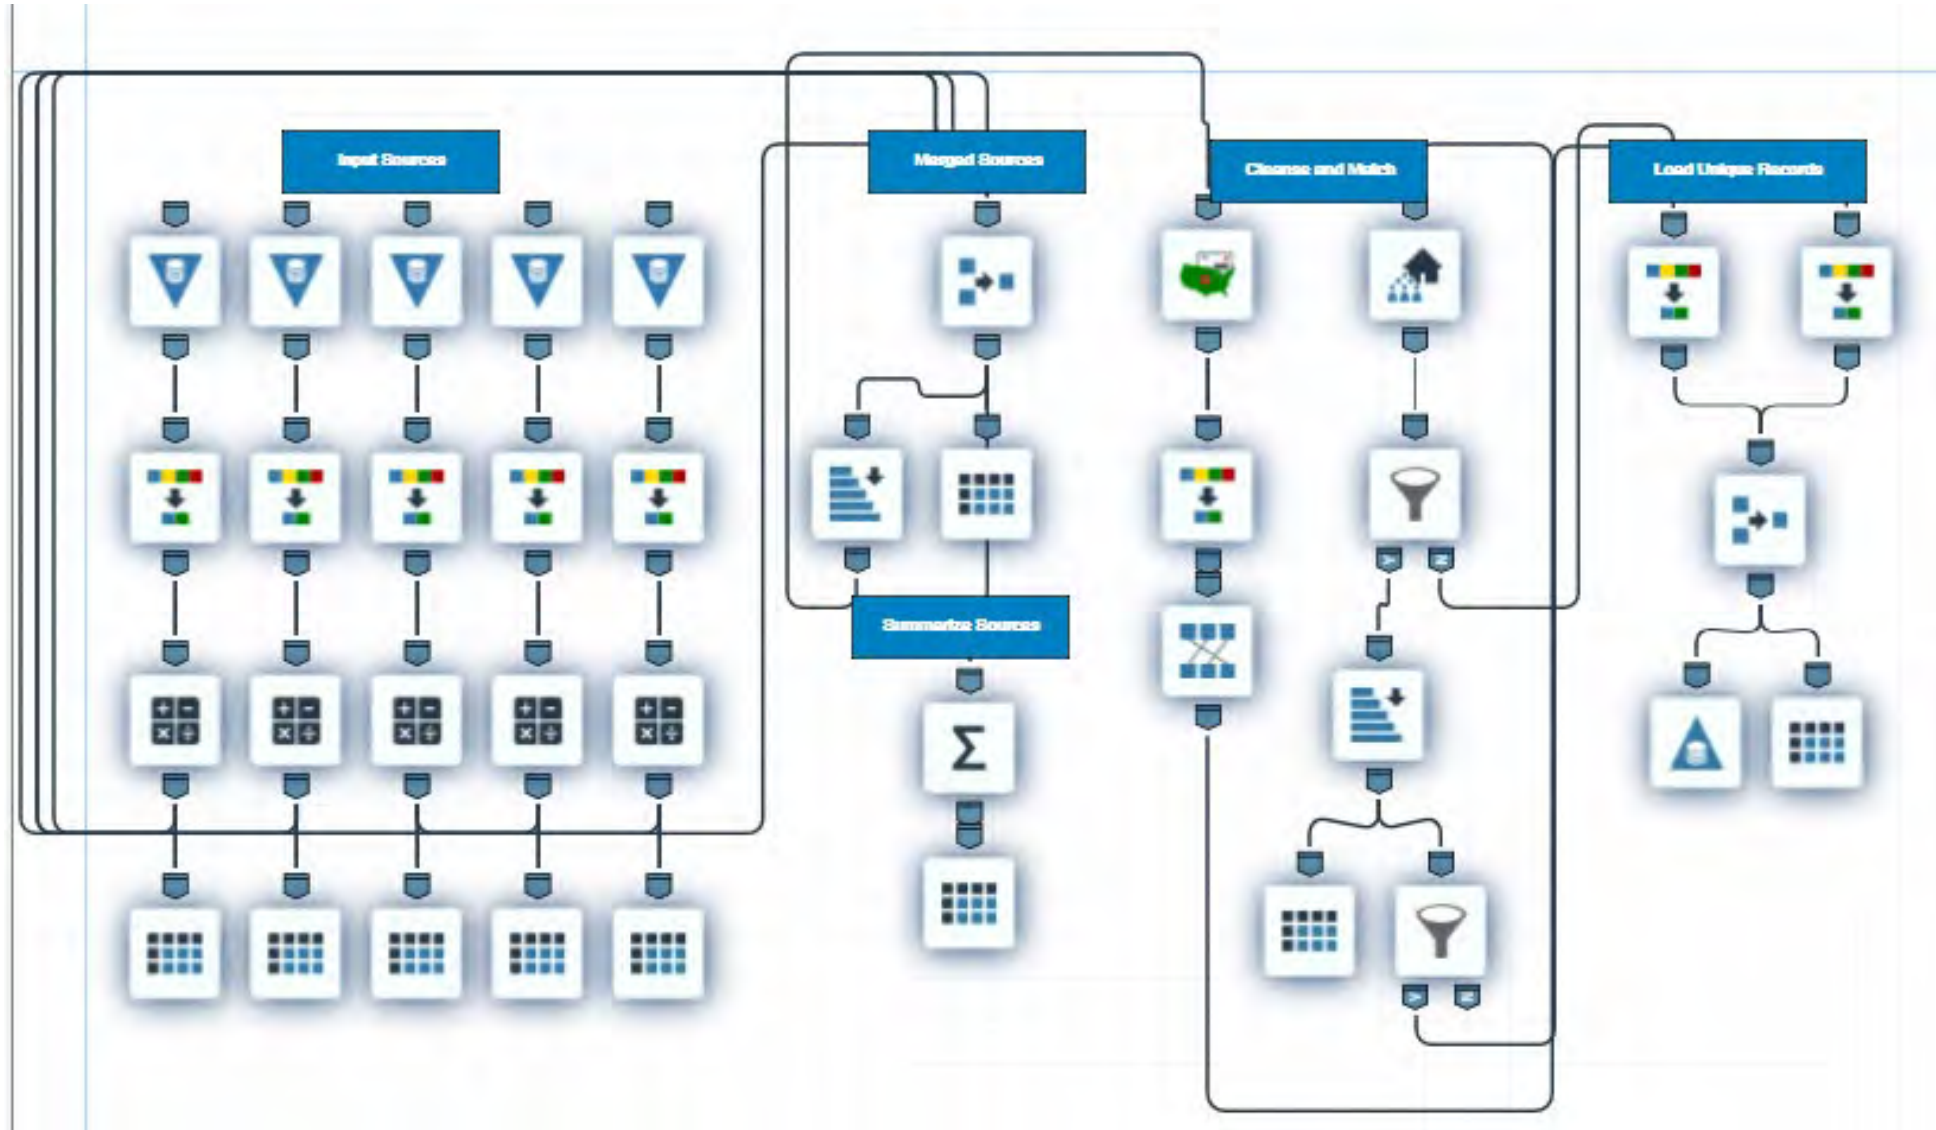 Input Sources
Merged Sources
Cleanse and Match
Load Unique Records
Y
N
Summarize Sources
Y
N